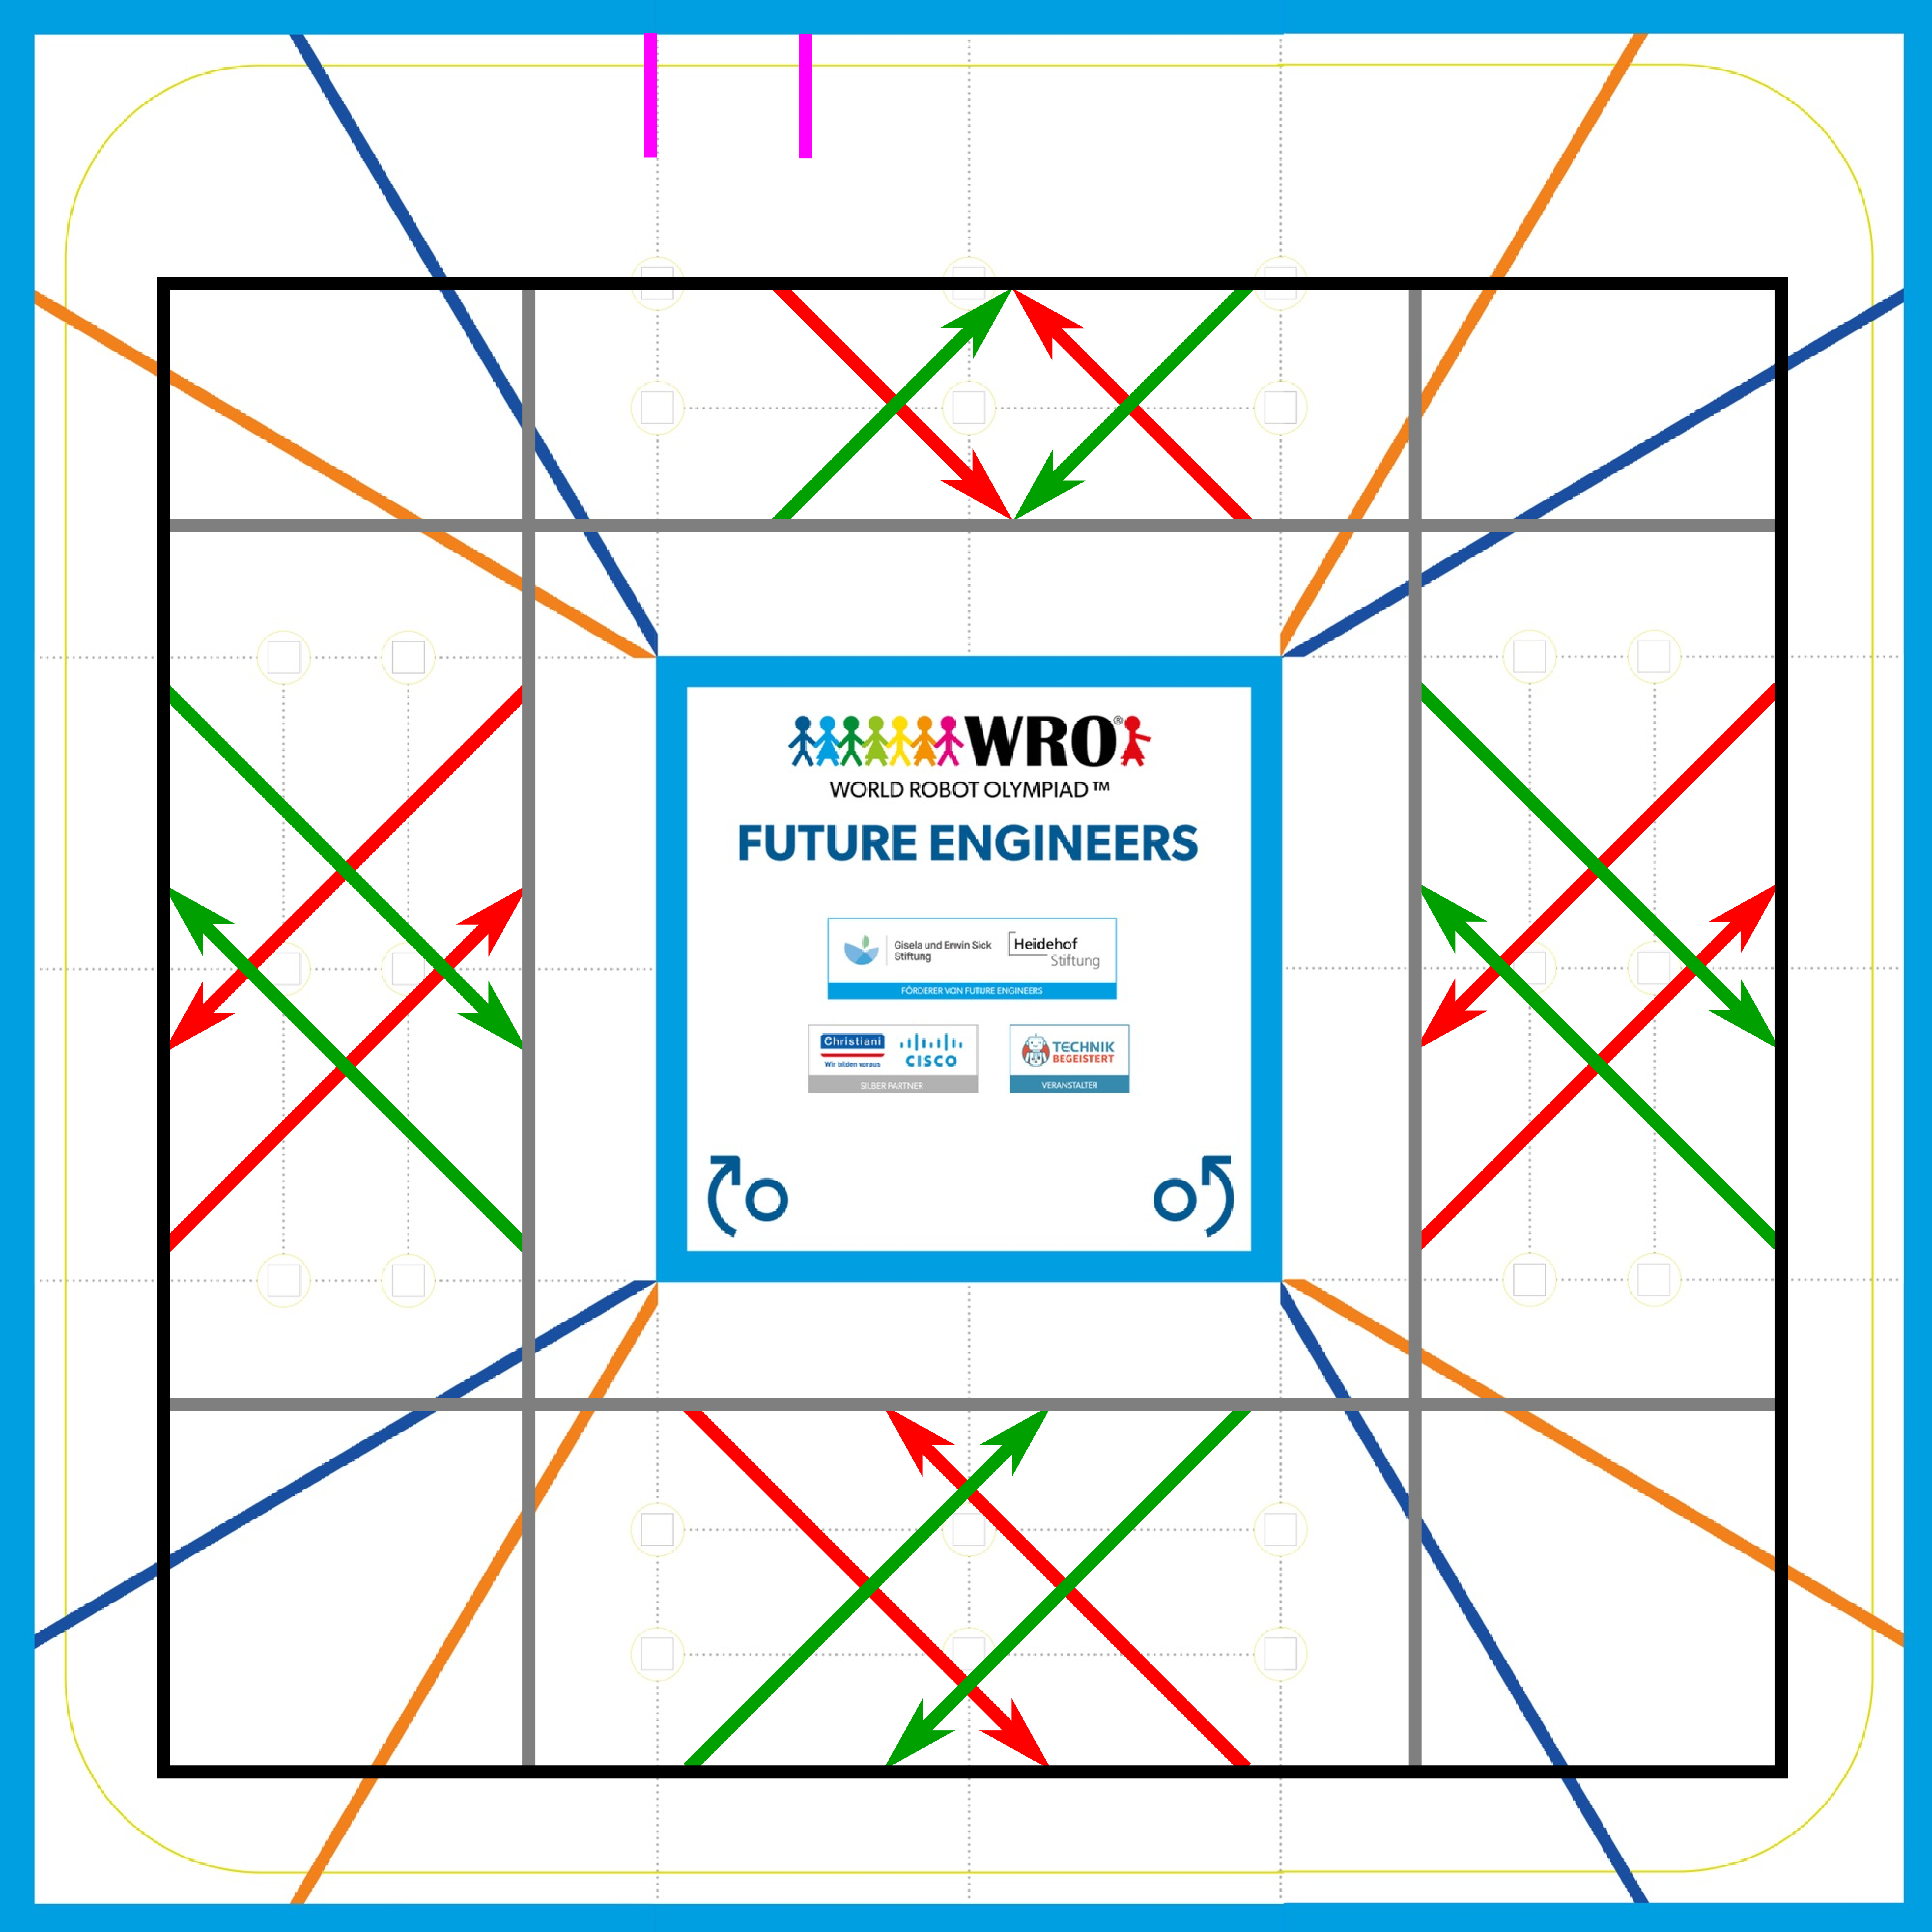 WRO®
WORLD ROBOT OLYMPIAD™
FUTURE ENGINEERS
Gisela und Erwin Sick
Stiftung
Heidehof
Stiftung
FÖRDERER VON FUTURE ENGINEERS
Christiani
Wir bilden voraus
CISCO
SILBER PARTNER
TECHNIK
BEGEISTERT
VERANSTALTER